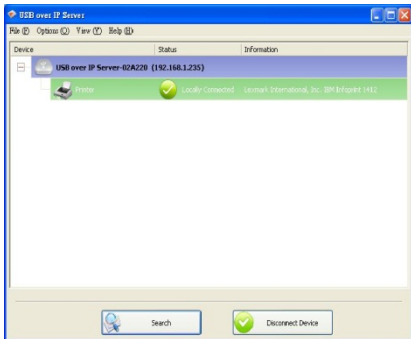 USB over IP Server
File (F) Options (O) View (V) Help (H)
Device Status Information
USB over IP Server-02A220 (192.168.1.235)
Printer Locally Connected Lexmark International, Inc. IBM Infoprint 1412
Search Disconnect Device